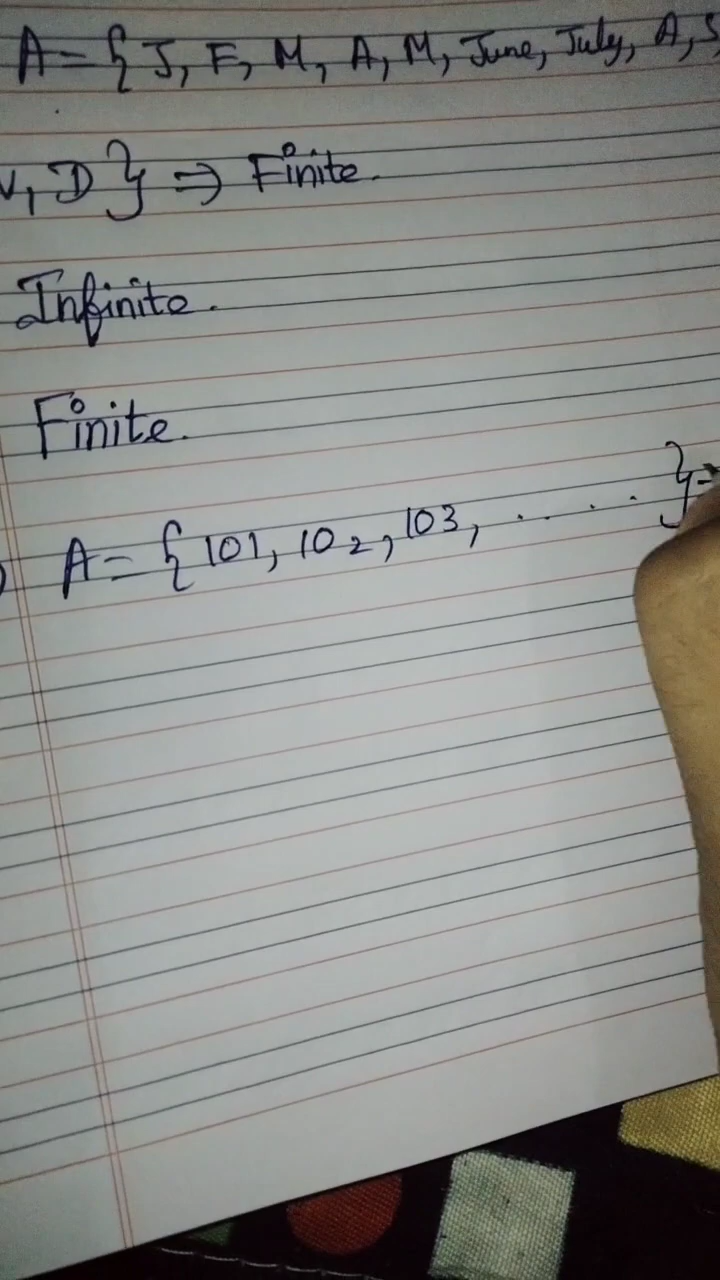 A = { J, F, M, A, M, June, July, A, S,
, D } ⇒ Finite.
Infinite.
Finite.
) A = { 101, 102, 103, ..... } =